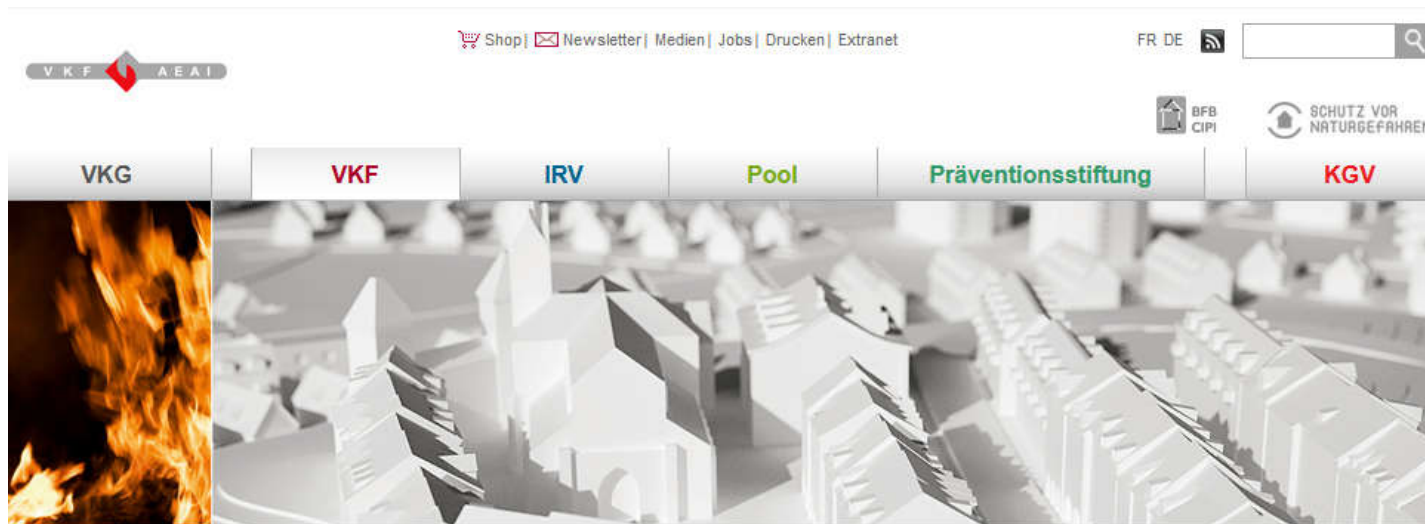 Shop| Newsletter| Medien| Jobs| Drucken| Extranet
FR DE
VKF AEAI
BFB
CIPI
SCHUTZ VOR
NATURGEFAHREN
VKG VKF IRV Pool Präventionsstiftung KGV